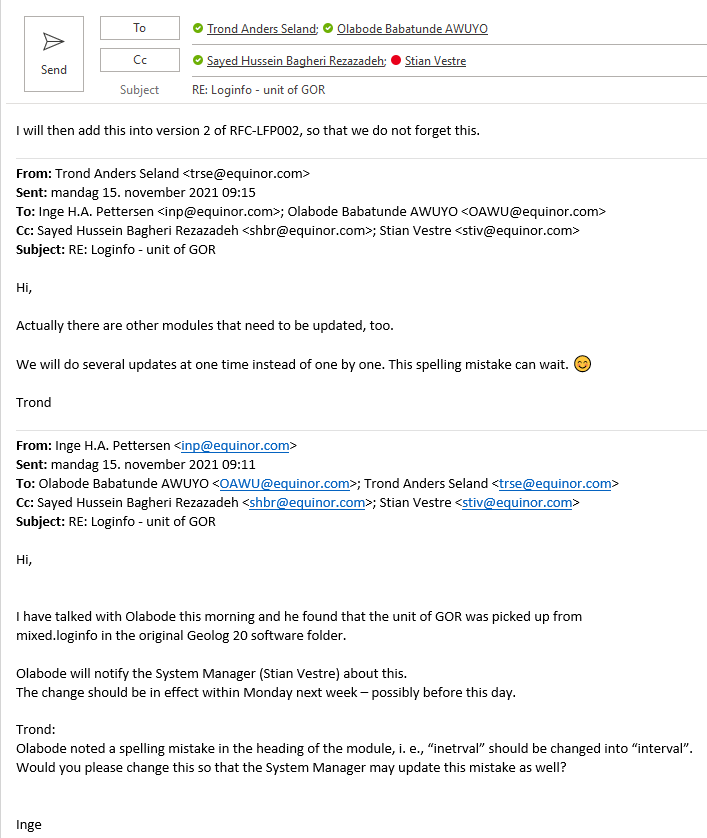 Send
To
Trond Anders Seland; Olabode Babatunde AWUYO
Cc
Sayed Hussein Bagheri Rezazadeh; Stian Vestre
Subject
RE: Loginfo - unit of GOR
I will then add this into version 2 of RFC-LFP002, so that we do not forget this.
From: Trond Anders Seland <trse@equinor.com>
Sent: mandag 15. november 2021 09:15
To: Inge H.A. Pettersen <inp@equinor.com>; Olabode Babatunde AWUYO <OAWU@equinor.com>
Cc: Sayed Hussein Bagheri Rezazadeh <shbr@equinor.com>; Stian Vestre <stiv@equinor.com>
Subject: RE: Loginfo - unit of GOR
Hi,
Actually there are other modules that need to be updated, too.
We will do several updates at one time instead of one by one. This spelling mistake can wait. 😊
Trond
From: Inge H.A. Pettersen <inp@equinor.com>
Sent: mandag 15. november 2021 09:11
To: Olabode Babatunde AWUYO <OAWU@equinor.com>; Trond Anders Seland <trse@equinor.com>
Cc: Sayed Hussein Bagheri Rezazadeh <shbr@equinor.com>; Stian Vestre <stiv@equinor.com>
Subject: RE: Loginfo - unit of GOR
Hi,
I have talked with Olabode this morning and he found that the unit of GOR was picked up from
mixed.loginfo in the original Geolog 20 software folder.
Olabode will notify the System Manager (Stian Vestre) about this.
The change should be in effect within Monday next week – possibly before this day.
Trond:
Olabode noted a spelling mistake in the heading of the module, i. e., “inetrval” should be changed into “interval”.
Would you please change this so that the System Manager may update this mistake as well?
Inge